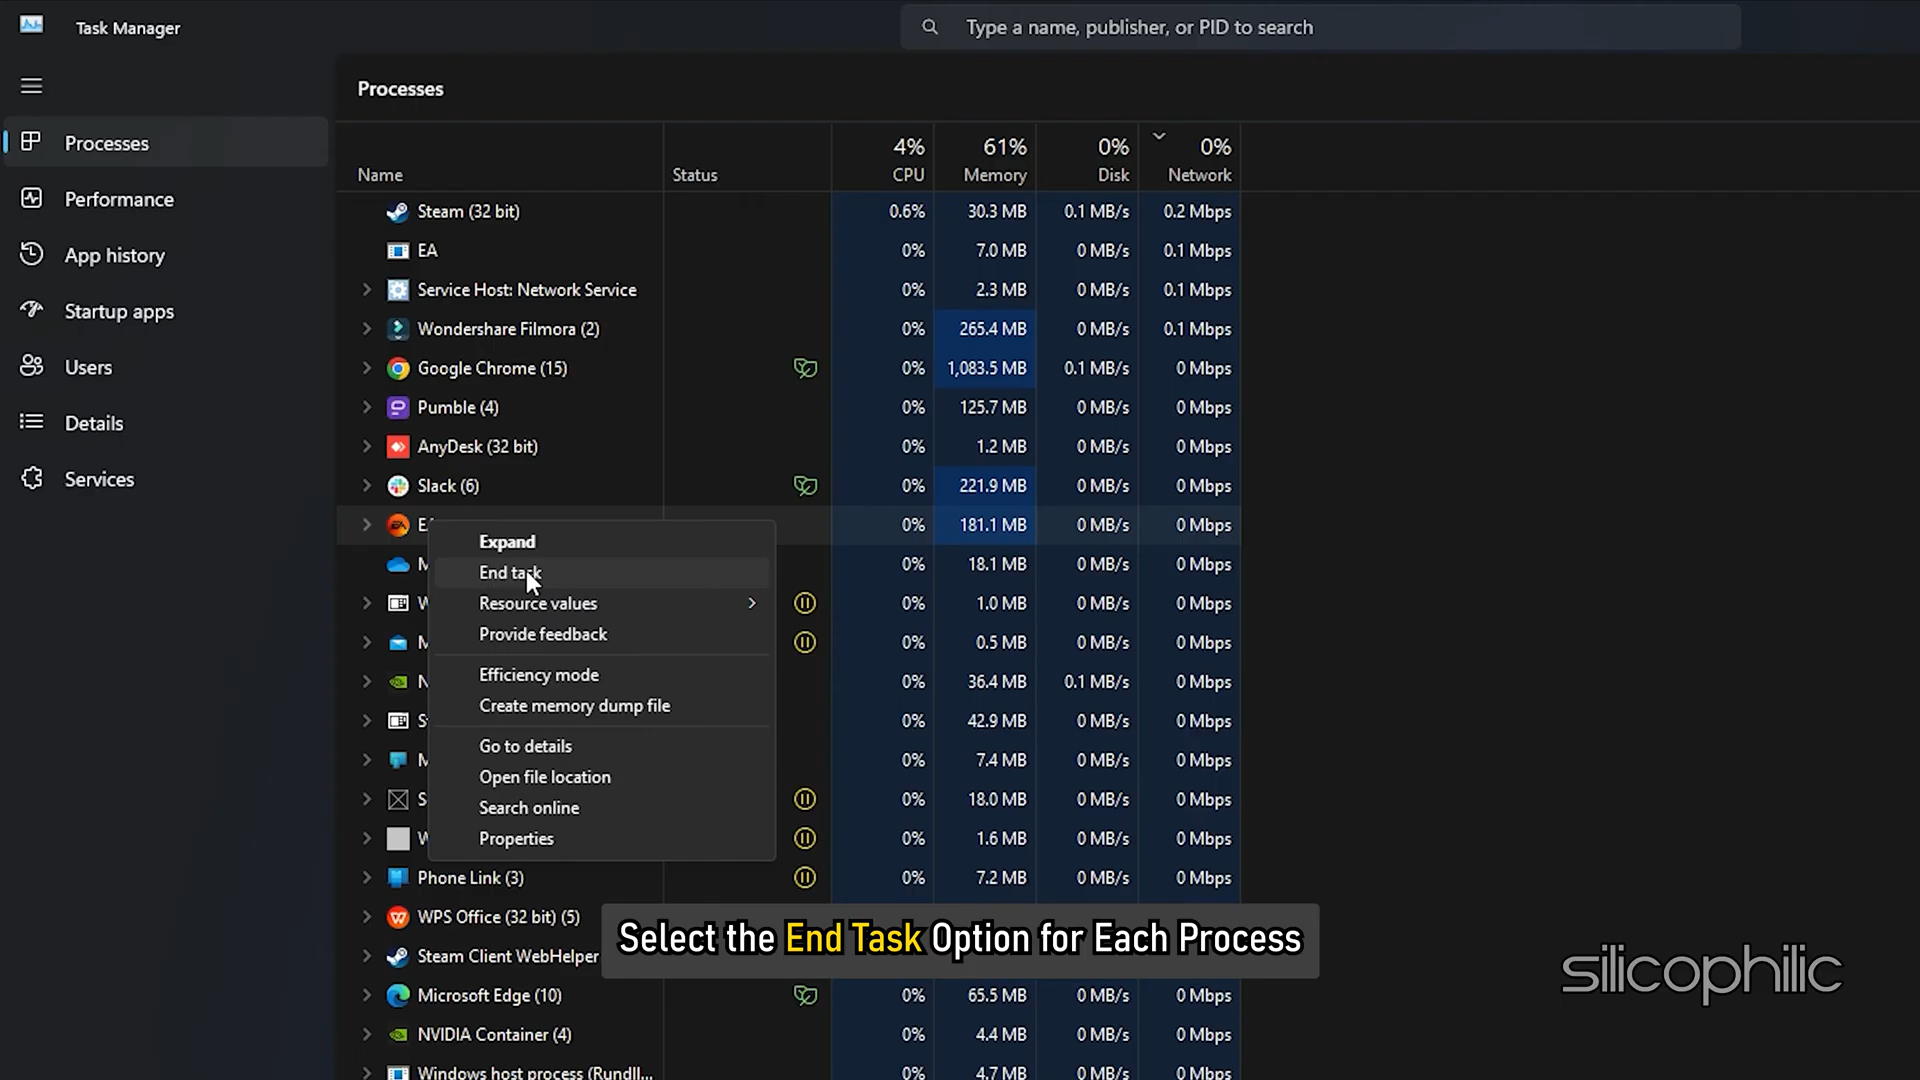 Task Manager
Type a name, publisher, or PID to search
Processes
Performance
App history
Startup apps
Users
Details
Services
Processes
4% 61% 0% 0%
Name Status CPU Memory Disk Network
Steam (32 bit) 0.6% 30.3 MB 0.1 MB/s 0.2 Mbps
EA 0% 7.0 MB 0 MB/s 0.1 Mbps
Service Host: Network Service 0% 2.3 MB 0 MB/s 0.1 Mbps
Wondershare Filmora (2) 0% 265.4 MB 0 MB/s 0.1 Mbps
Google Chrome (15) 0% 1,083.5 MB 0.1 MB/s 0 Mbps
Pumble (4) 0% 125.7 MB 0 MB/s 0 Mbps
AnyDesk (32 bit) 0% 1.2 MB 0 MB/s 0 Mbps
Slack (6) 0% 221.9 MB 0 MB/s 0 Mbps
0% 181.1 MB 0 MB/s 0 Mbps
M 0% 18.1 MB 0 MB/s 0 Mbps
W 0% 1.0 MB 0 MB/s 0 Mbps
M 0% 0.5 MB 0 MB/s 0 Mbps
N 0% 36.4 MB 0.1 MB/s 0 Mbps
S 0% 42.9 MB 0 MB/s 0 Mbps
M 0% 7.4 MB 0 MB/s 0 Mbps
S 0% 18.0 MB 0 MB/s 0 Mbps
W 0% 1.6 MB 0 MB/s 0 Mbps
Expand
End task
Resource values
Provide feedback
Efficiency mode
Create memory dump file
Go to details
Open file location
Search online
Properties
Phone Link (3) 0% 7.2 MB 0 MB/s 0 Mbps
WPS Office (32 bit) (5)
Steam Client WebHelper
Select the End Task Option for Each Process
Microsoft Edge (10) 0% 65.5 MB 0 MB/s 0 Mbps
NVIDIA Container (4) 0% 4.4 MB 0 MB/s 0 Mbps
Windows host process (Rundll... 0% 4.7 MB 0 MB/s 0 Mbps
silicophilic